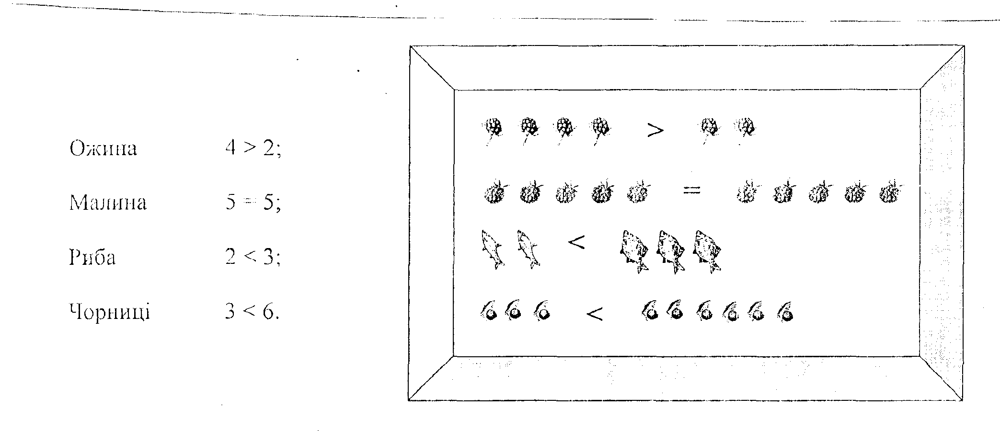 Ожина 4 > 2;
Малина 5 = 5;
Риба 2 < 3;
Чорниці 3 < 6.
>
=
<
<